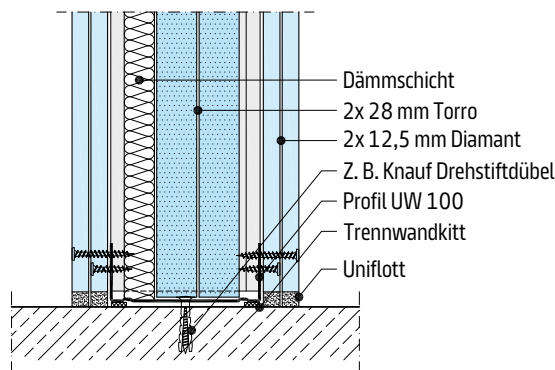 Dämmschicht
2x 28 mm Torro
2x 12,5 mm Diamant
Z. B. Knauf Drehstiftdübel
Profil UW 100
Trennwandkitt
Uniflott